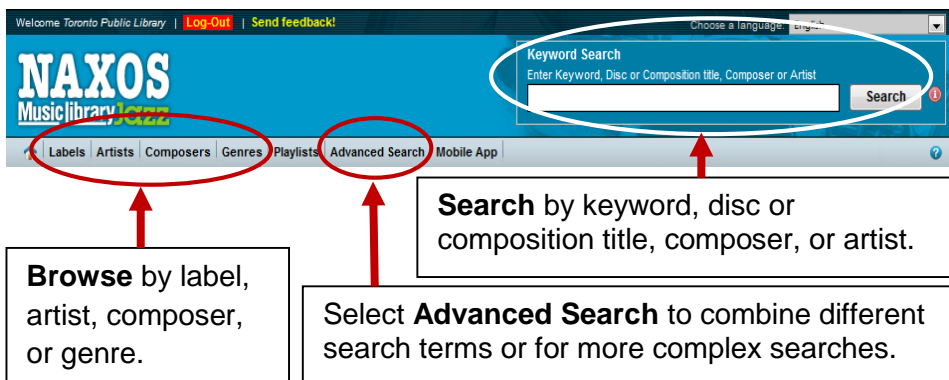 Welcome Toronto Public Library | Log-Out | Send feedback!
Choose a language: English
NAXOS
Music library Jazz
Keyword Search
Enter Keyword, Disc or Composition title, Composer or Artist
Search
Labels Artists Composers Genres Playlists Advanced Search Mobile App
Search by keyword, disc or
composition title, composer, or artist.
Browse by label,
artist, composer,
or genre.
Select Advanced Search to combine different
search terms or for more complex searches.